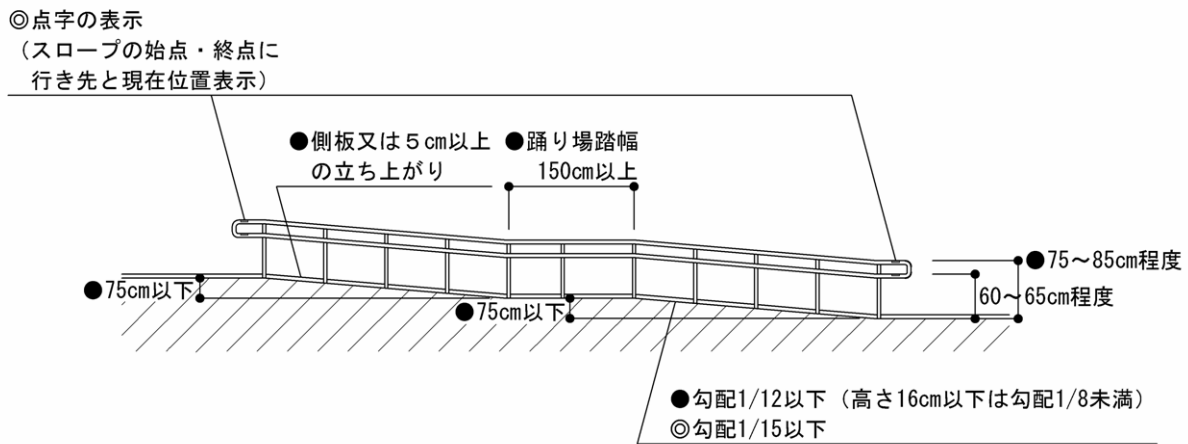 ◎点字の表示
（スロープの始点・終点に
行き先と現在位置表示）
●側板又は５cm以上
の立ち上がり
●踊り場踏幅
150cm以上
●75cm以下
●75cm以下
●75～85cm程度
60～65cm程度
●勾配1/12以下（高さ16cm以下は勾配1/8未満）
◎勾配1/15以下